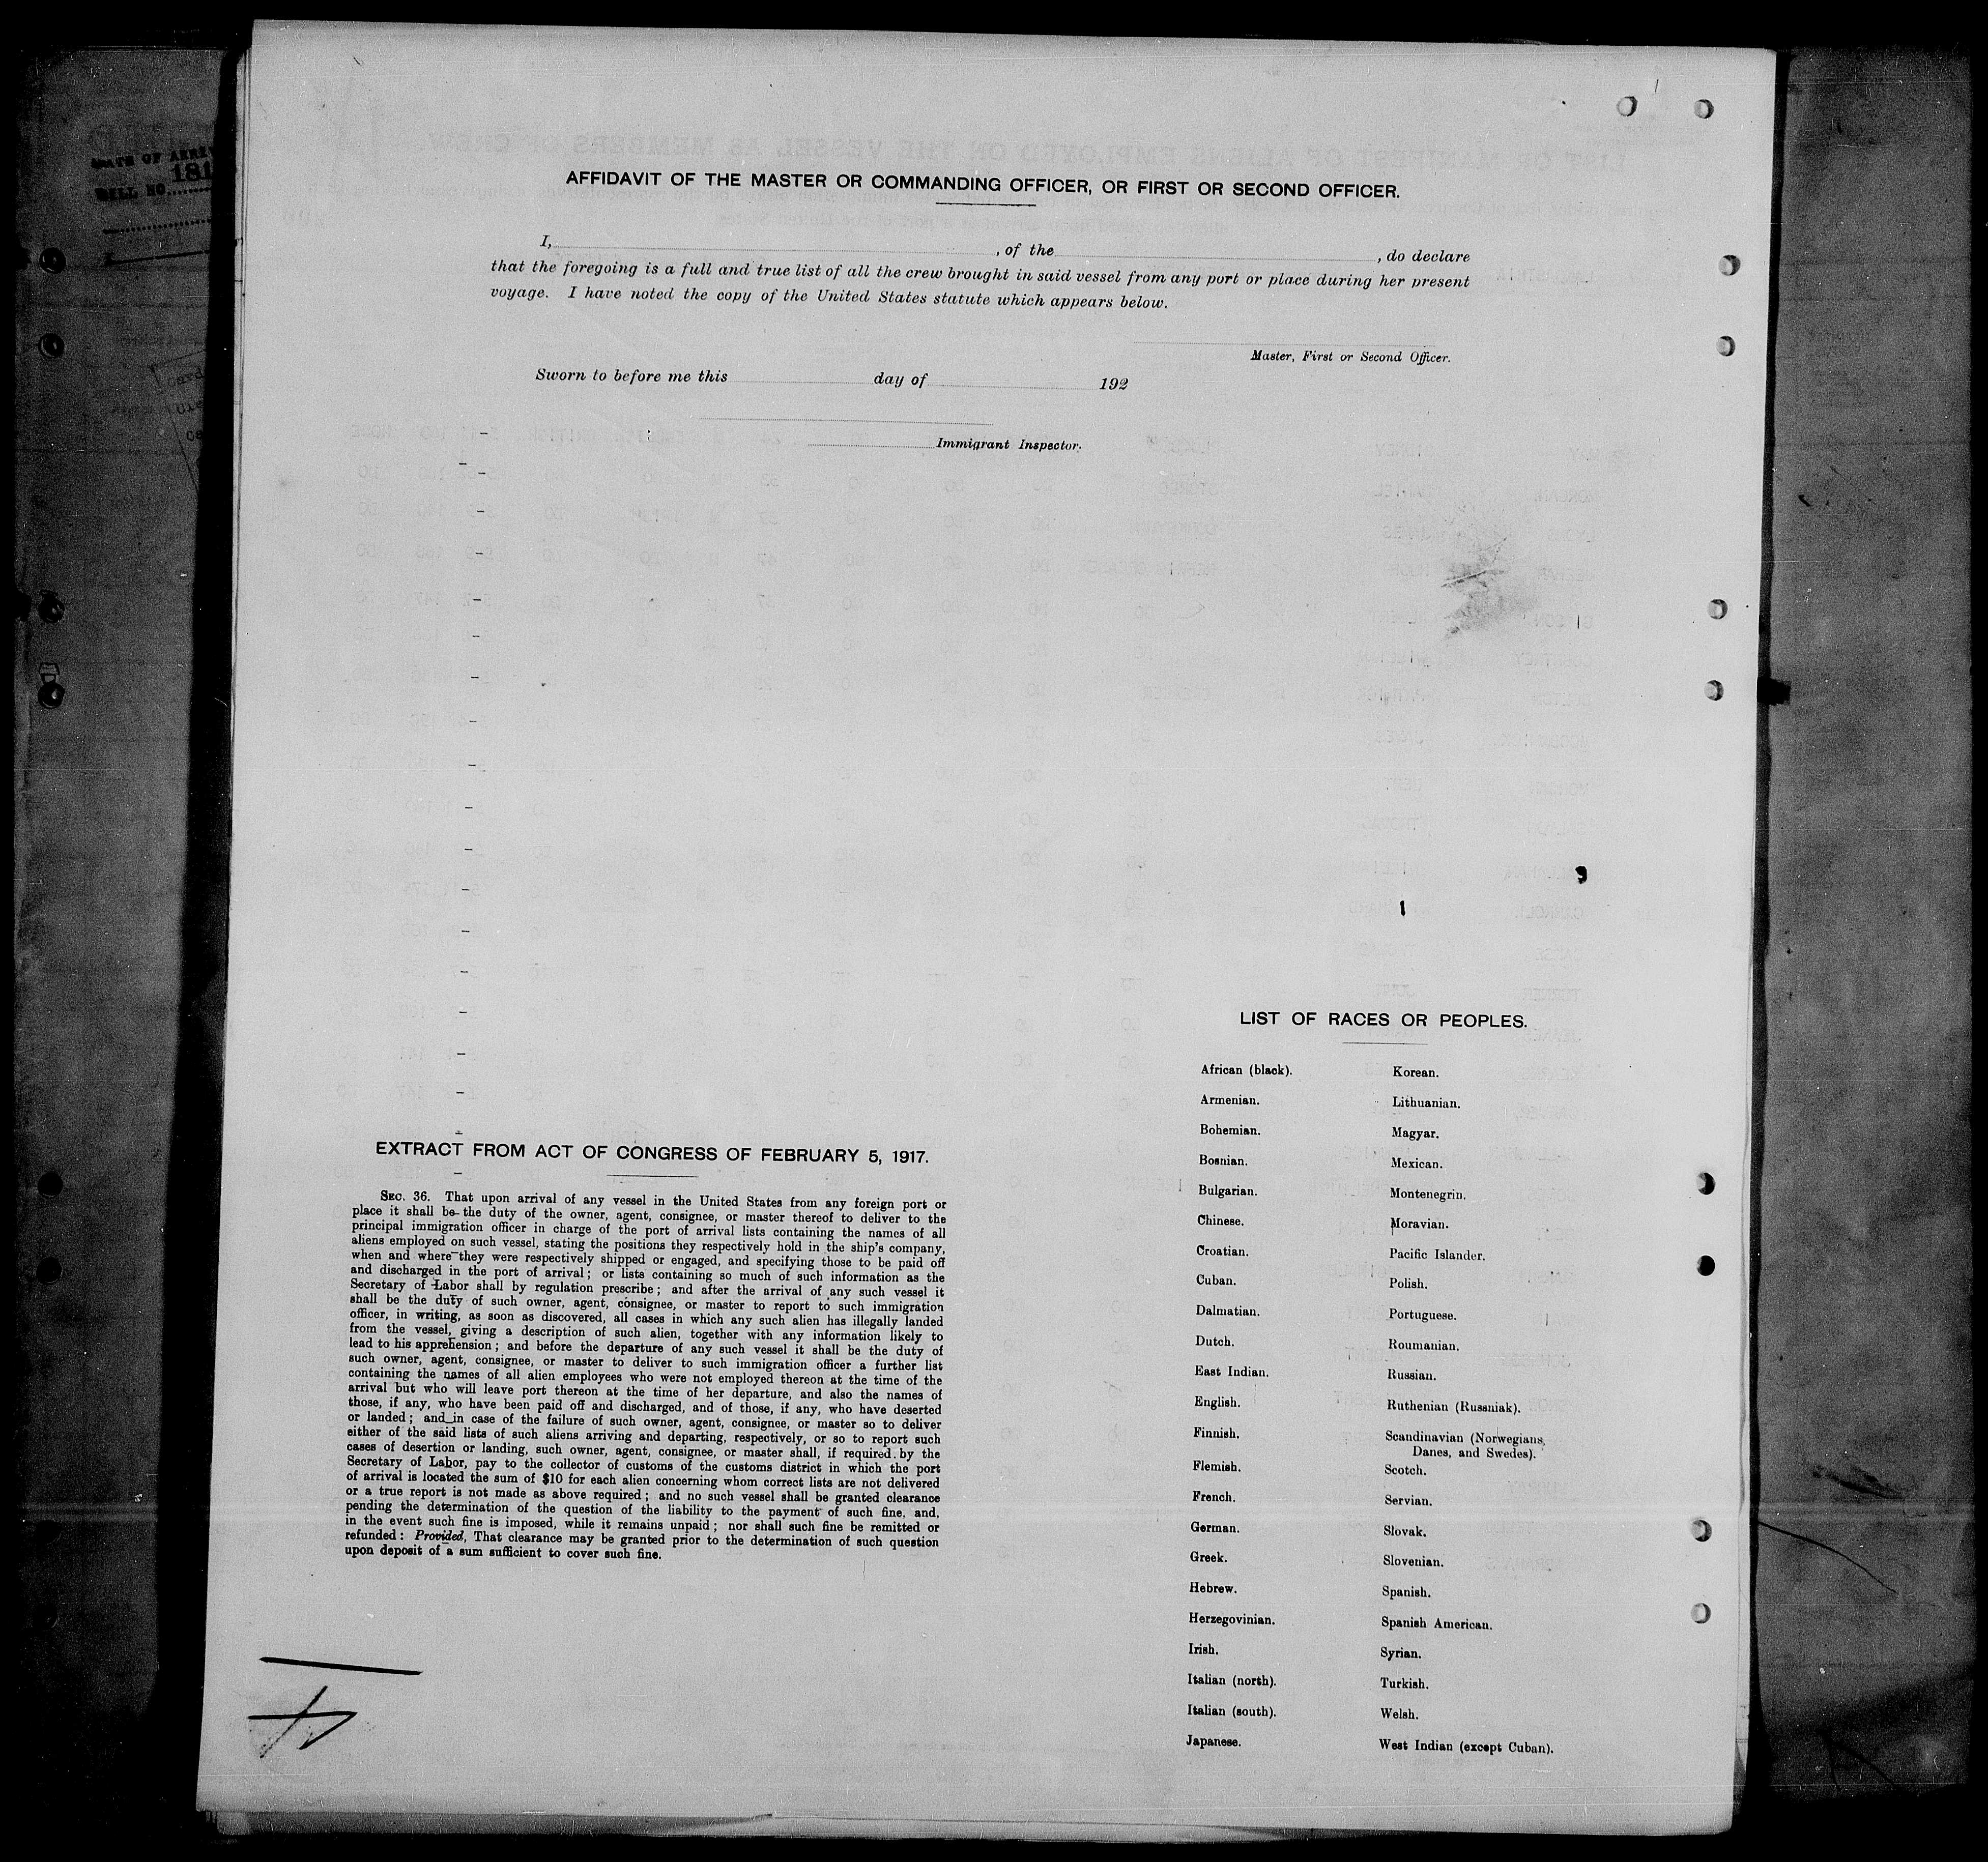 AFFIDAVIT OF THE MASTER OR COMMANDING OFFICER, OR FIRST OR SECOND OFFICER.
I, , of the , do declare
that the foregoing is a full and true list of all the crew brought in said vessel from any port or place during her present
voyage. I have noted the copy of the United States statute which appears below.
Master, First or Second Officer.
Sworn to before me this day of 192
Immigrant Inspector.
EXTRACT FROM ACT OF CONGRESS OF FEBRUARY 5, 1917.
SEC. 36. That upon arrival of any vessel in the United States from any foreign port or
place it shall be the duty of the owner, agent, consignee, or master thereof to deliver to the
principal immigration officer in charge of the port of arrival lists containing the names of all
aliens employed on such vessel, stating the positions they respectively hold in the ship's company,
when and where they were respectively shipped or engaged, and specifying those to be paid off
and discharged in the port of arrival; or lists containing so much of such information as the
Secretary of Labor shall by regulation prescribe; and after the arrival of any such vessel it
shall be the duty of such owner, agent, consignee, or master to report to such immigration
officer, in writing, as soon as discovered, all cases in which any such alien has illegally landed
from the vessel, giving a description of such alien, together with any information likely to
lead to his apprehension; and before the departure of any such vessel it shall be the duty of
such owner, agent, consignee, or master to deliver to such immigration officer a further list
containing the names of all alien employees who were not employed thereon at the time of the
arrival but who will leave port thereon at the time of her departure, and also the names of
those, if any, who have been paid off and discharged, and of those, if any, who have deserted
or landed; and in case of the failure of such owner, agent, consignee, or master so to deliver
either of the said lists of such aliens arriving and departing, respectively, or so to report such
cases of desertion or landing, such owner, agent, consignee, or master shall, if required by the
Secretary of Labor, pay to the collector of customs of the customs district in which the port
of arrival is located the sum of $10 for each alien concerning whom correct lists are not delivered
or a true report is not made as above required; and no such vessel shall be granted clearance
pending the determination of the question of the liability to the payment of such fine, and,
in the event such fine is imposed, while it remains unpaid; nor shall such fine be remitted or
refunded: Provided, That clearance may be granted prior to the determination of such question
upon deposit of a sum sufficient to cover such fine.
LIST OF RACES OR PEOPLES.
African (black).
Armenian.
Bohemian.
Bosnian.
Bulgarian.
Chinese.
Croatian.
Cuban.
Dalmatian.
Dutch.
East Indian.
English.
Finnish.
Flemish.
French.
German.
Greek.
Hebrew.
Herzegovinian.
Irish.
Italian (north).
Italian (south).
Japanese.
Korean.
Lithuanian.
Magyar.
Mexican.
Montenegrin.
Moravian.
Pacific Islander.
Polish.
Portuguese.
Roumanian.
Russian.
Ruthenian (Russniak).
Scandinavian (Norwegians,
Danes, and Swedes).
Scotch.
Servian.
Slovak.
Slovenian.
Spanish.
Spanish American.
Syrian.
Turkish.
Welsh.
West Indian (except Cuban).